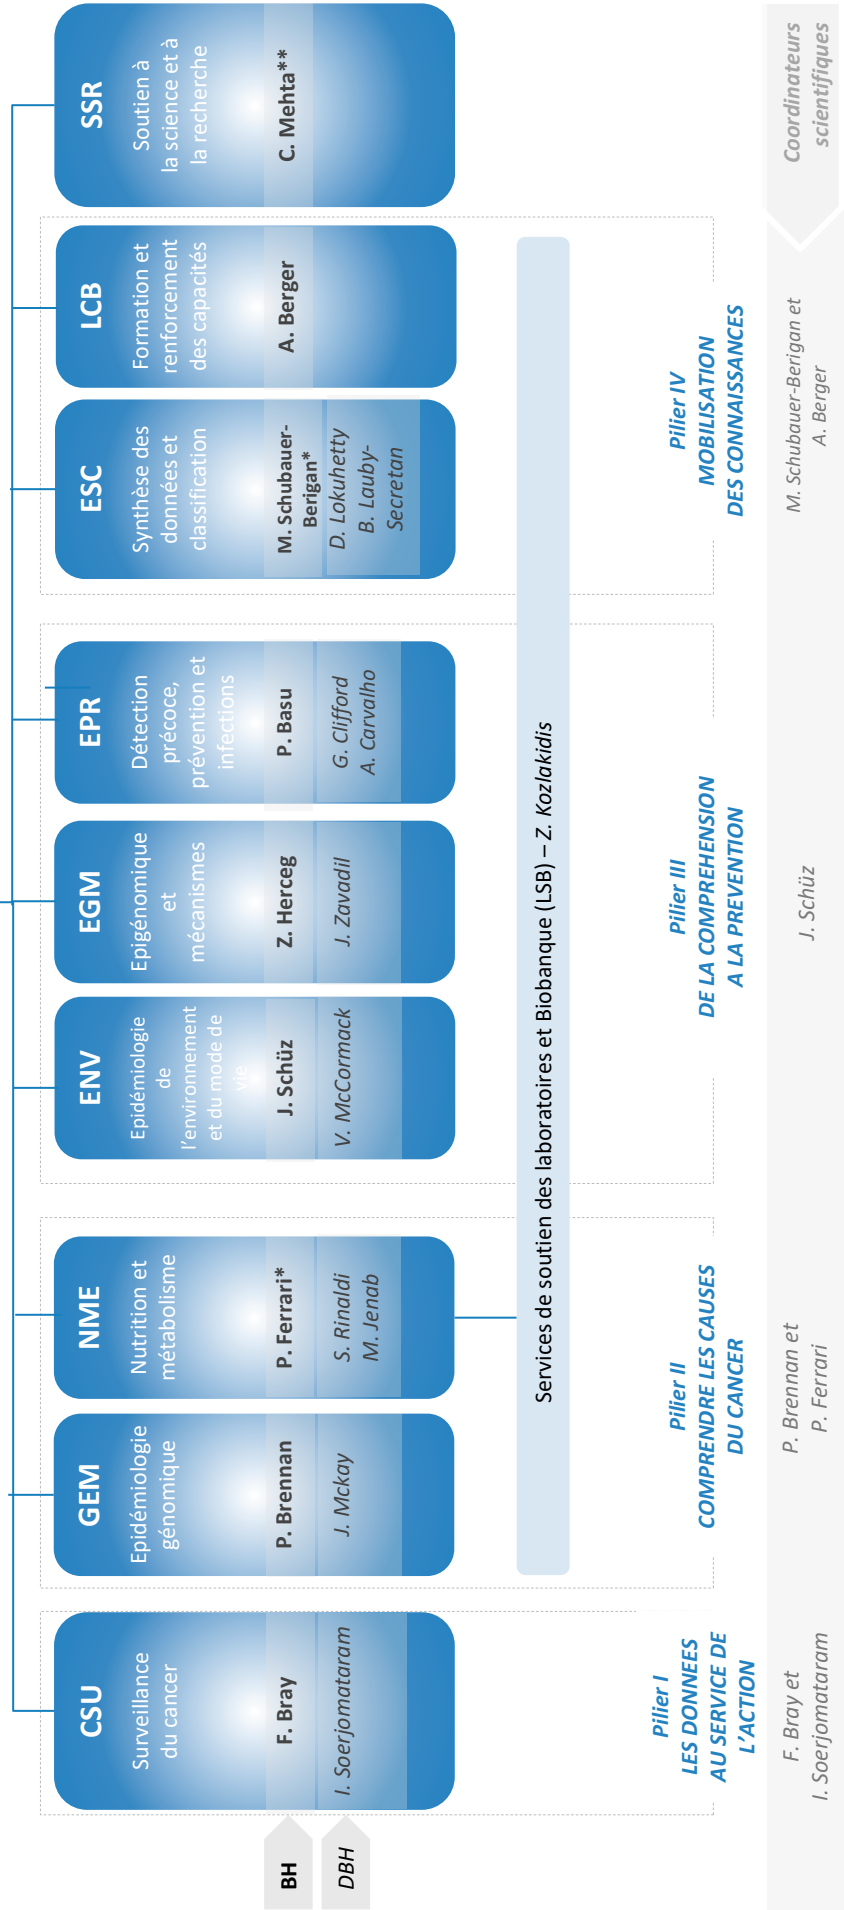 CSU
Surveillance
du cancer
F. Bray
I. Soerjomataram
GEM
Epidémiologie
génomique
P. Brennan
J. Mckay
NME
Nutrition et
métabolisme
P. Ferrari*
S. Rinaldi
M. Jenab
ENV
Epidémiologie
de
l'environnement
et du mode de
vie
J. Schüz
V. McCormack
EGM
Epigénomique
et
mécanismes
Z. Herceg
J. Zavadil
EPR
Détection
précoce,
prévention et
infections
P. Basu
G. Clifford
A. Carvalho
ESC
Synthèse des
données et
classification
M. Schubauer-
Berigan*
D. Lokuhetty
B. Lauby-
Secretan
LCB
Formation et
renforcement
des capacités
A. Berger
SSR
Soutien à
la science et à
la recherche
C. Mehta**
BH
DBH
Services de soutien des laboratoires et Biobanque (LSB) – Z. Kozlakidis
Pilier I
LES DONNEES
AU SERVICE DE
L'ACTION
Pilier II
COMPRENDRE LES CAUSES
DU CANCER
Pilier III
DE LA COMPREHENSION
A LA PREVENTION
Pilier IV
MOBILISATION
DES CONNAISSANCES
F. Bray et
I. Soerjomataram
P. Brennan et
P. Ferrari
J. Schüz
M. Schubauer-Berigan et
A. Berger
Coordinateurs
scientifiques